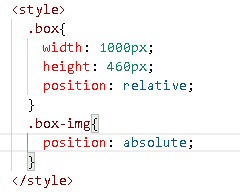 <style>
.box{
width: 1000px;
height: 460px;
position: relative;
}
.box-img{
position: absolute;
}
</style>